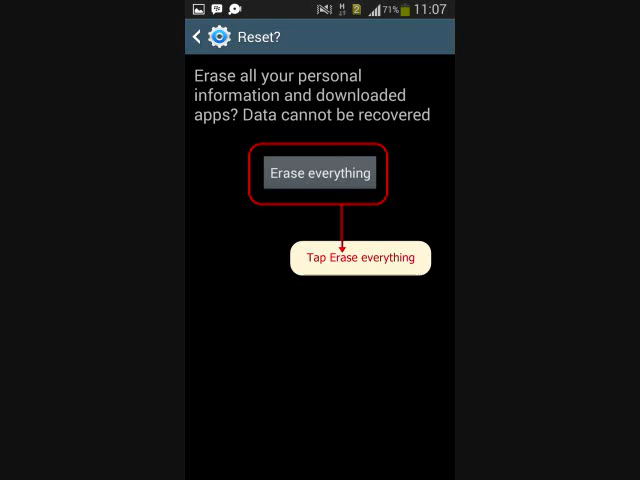 71% 11:07
Reset?
Erase all your personal
information and downloaded
apps? Data cannot be recovered
Erase everything
Tap Erase everything